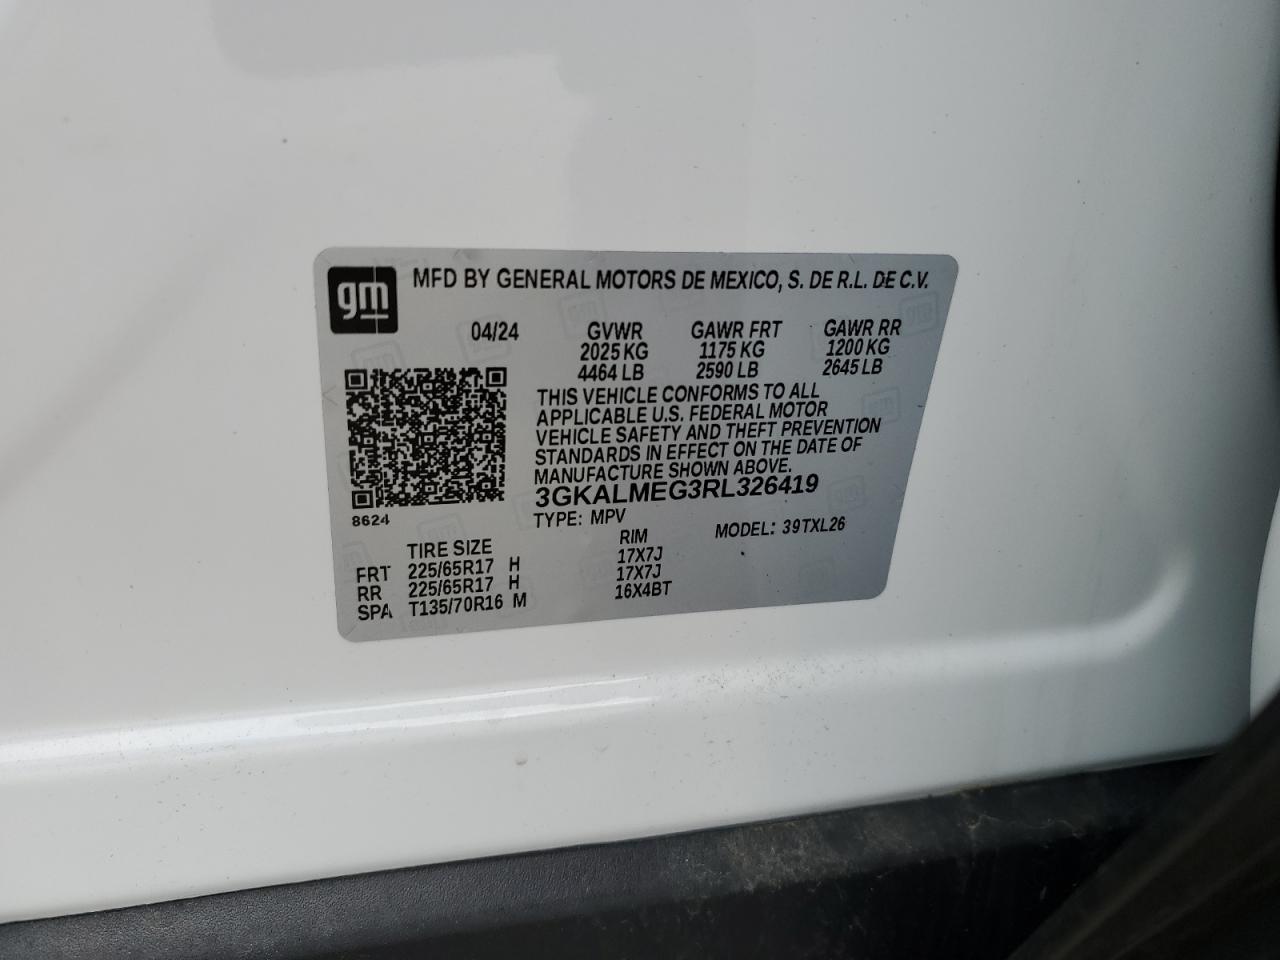 gm
MFD BY GENERAL MOTORS DE MEXICO, S. DE R.L. DE C.V.
04/24 GVWR GAWR FRT GAWR RR
2025 KG 1175 KG 1200 KG
4464 LB 2590 LB 2645 LB
THIS VEHICLE CONFORMS TO ALL
APPLICABLE U.S. FEDERAL MOTOR
VEHICLE SAFETY AND THEFT PREVENTION
STANDARDS IN EFFECT ON THE DATE OF
MANUFACTURE SHOWN ABOVE.
3GKALMEG3RL326419
8624
TYPE: MPV MODEL: 39TXL26
TIRE SIZE RIM
FRT 225/65R17 H 17X7J
RR 225/65R17 H 17X7J
SPA T135/70R16 M 16X4BT